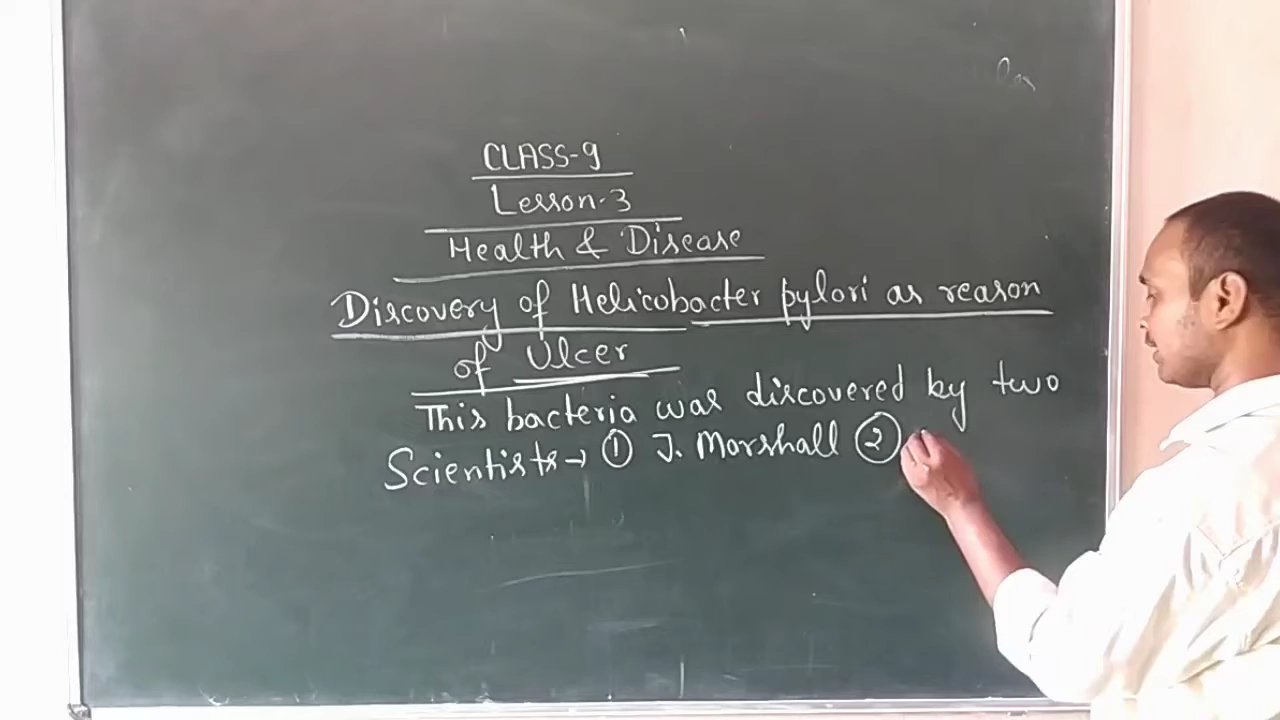 CLASS-9
Lesson-3
Health & Disease
Discovery of Helicobacter pylori as reason
of Ulcer
This bacteria was discovered by two
Scientists→ ① J. Marshall ②